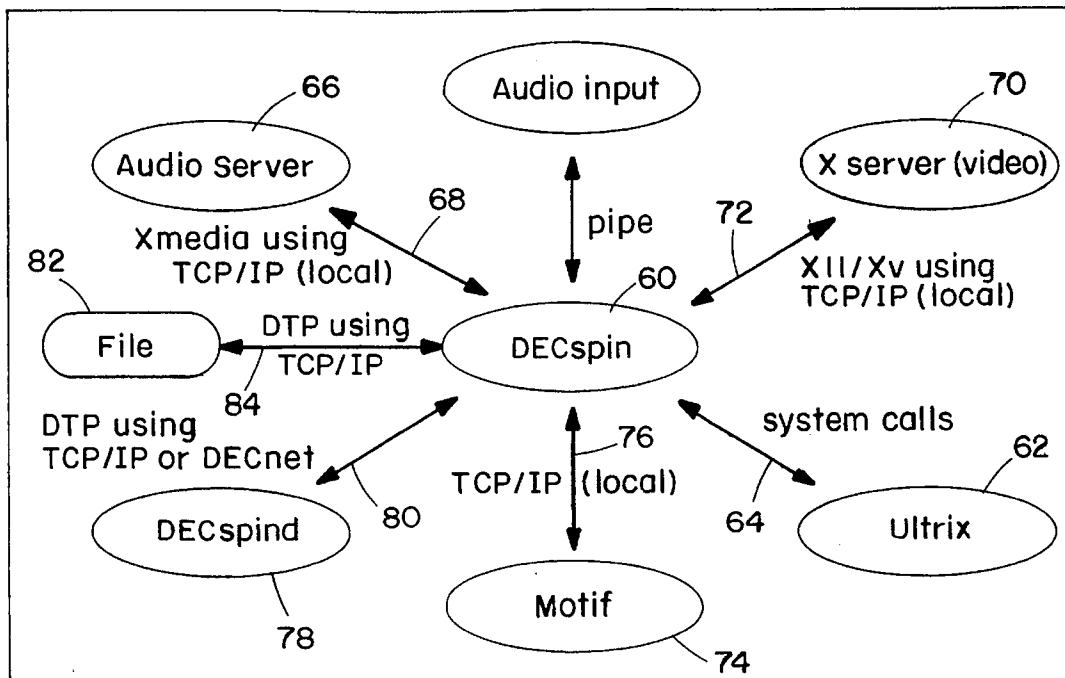 Audio input
66
70
Audio Server
X server (video)
68
72
pipe
Xmedia using
TCP/IP (local)
X11/Xv using
TCP/IP (local)
82
60
File
DTP using
TCP/IP
DECspin
84
DTP using
TCP/IP or DECnet
76
system calls
62
TCP/IP (local)
80
64
DECspind
Ultrix
78
Motif
74